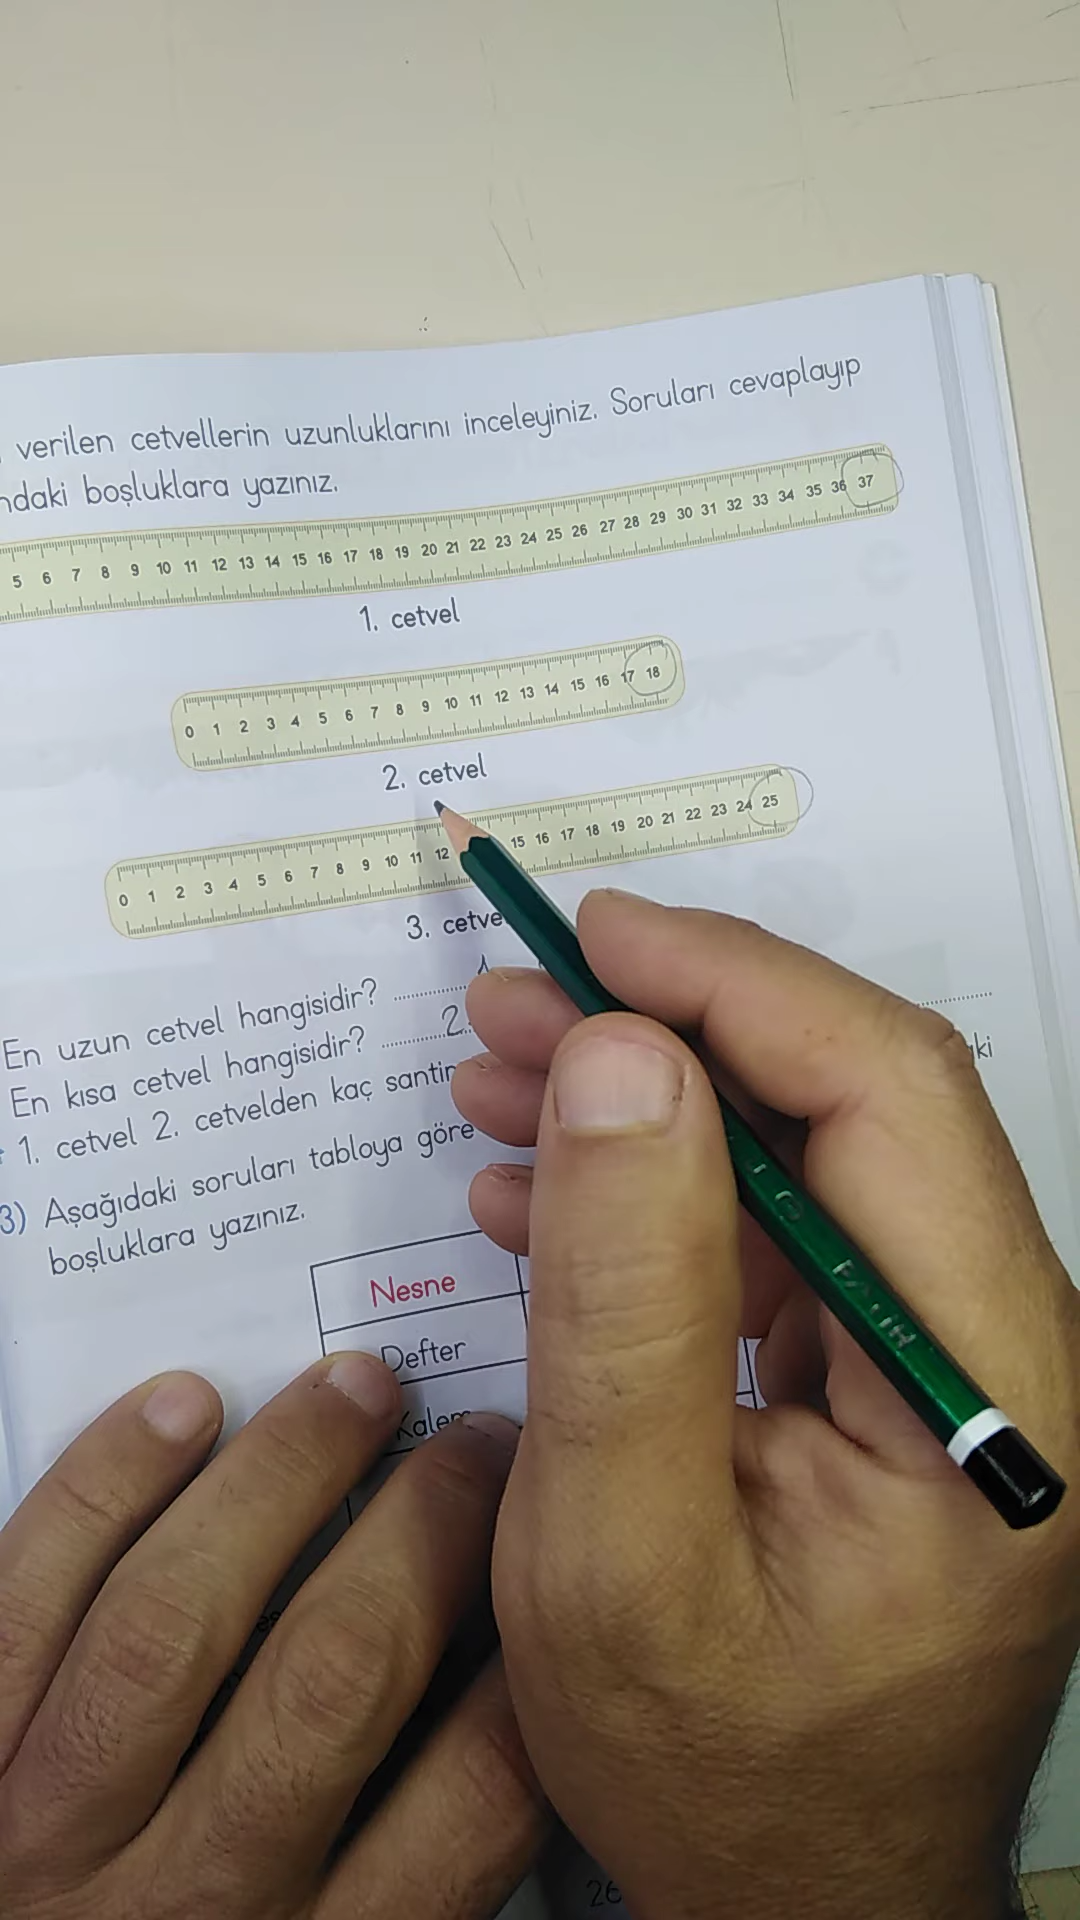 verilen cetvellerin uzunluklarını inceleyiniz. Soruları cevaplayıp
boşluklara yazınız.
5 6 7 8 9 10 11 12 13 14 15 16 17 18 19 20 21 22 23 24 25 26 27 28 29 30 31 32 33 34 35 36 37
1. cetvel
0 1 2 3 4 5 6 7 8 9 10 11 12 13 14 15 16 17 18
2. cetvel
0 1 2 3 4 5 6 7 8 9 10 11 12 15 16 17 18 19 20 21 22 23 24 25
3. cetve
En uzun cetvel hangisidir?
En kısa cetvel hangisidir? 2.
1. cetvel 2. cetvelden kaç
3) Aşağıdaki soruları tabloya göre
boşluklara yazınız.
Nesne
Defter
Kalem
FATIH